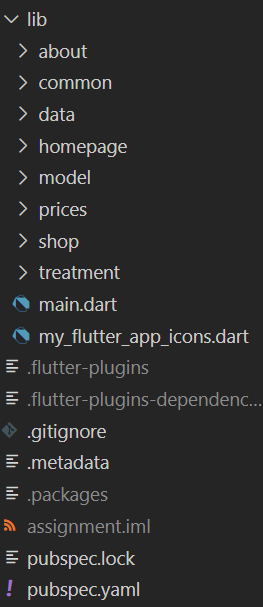 lib
about
common
data
homepage
model
prices
shop
treatment
main.dart
my_flutter_app_icons.dart
.flutter-plugins
.flutter-plugins-dependenc...
.gitignore
.metadata
.packages
assignment.iml
pubspec.lock
pubspec.yaml